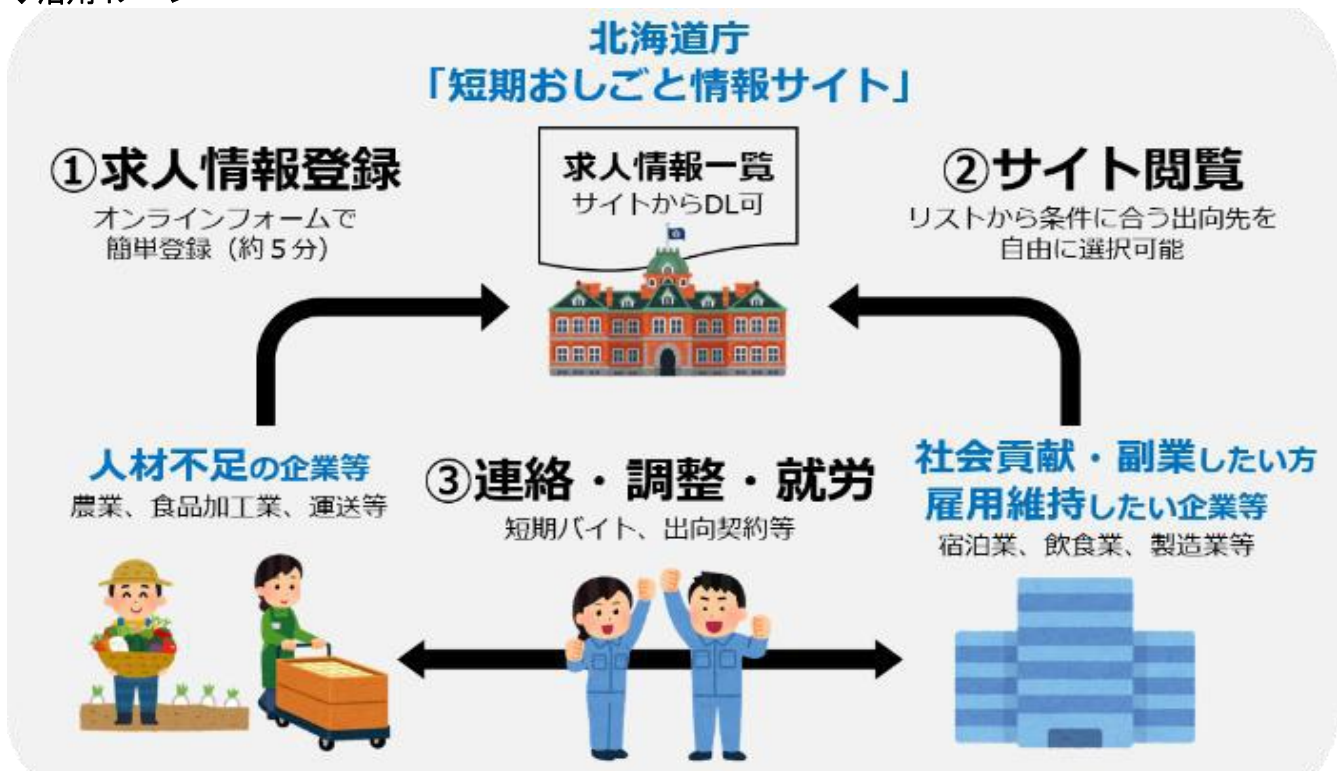 北海道庁
「短期おしごと情報サイト」
①求人情報登録
オンラインフォームで
簡単登録（約５分）
求人情報一覧
サイトからDL可
②サイト閲覧
リストから条件に合う出向先を
自由に選択可能
人材不足の企業等
農業、食品加工業、運送等
③連絡・調整・就労
短期バイト、出向契約等
社会貢献・副業したい方
雇用維持したい企業等
宿泊業、飲食業、製造業等